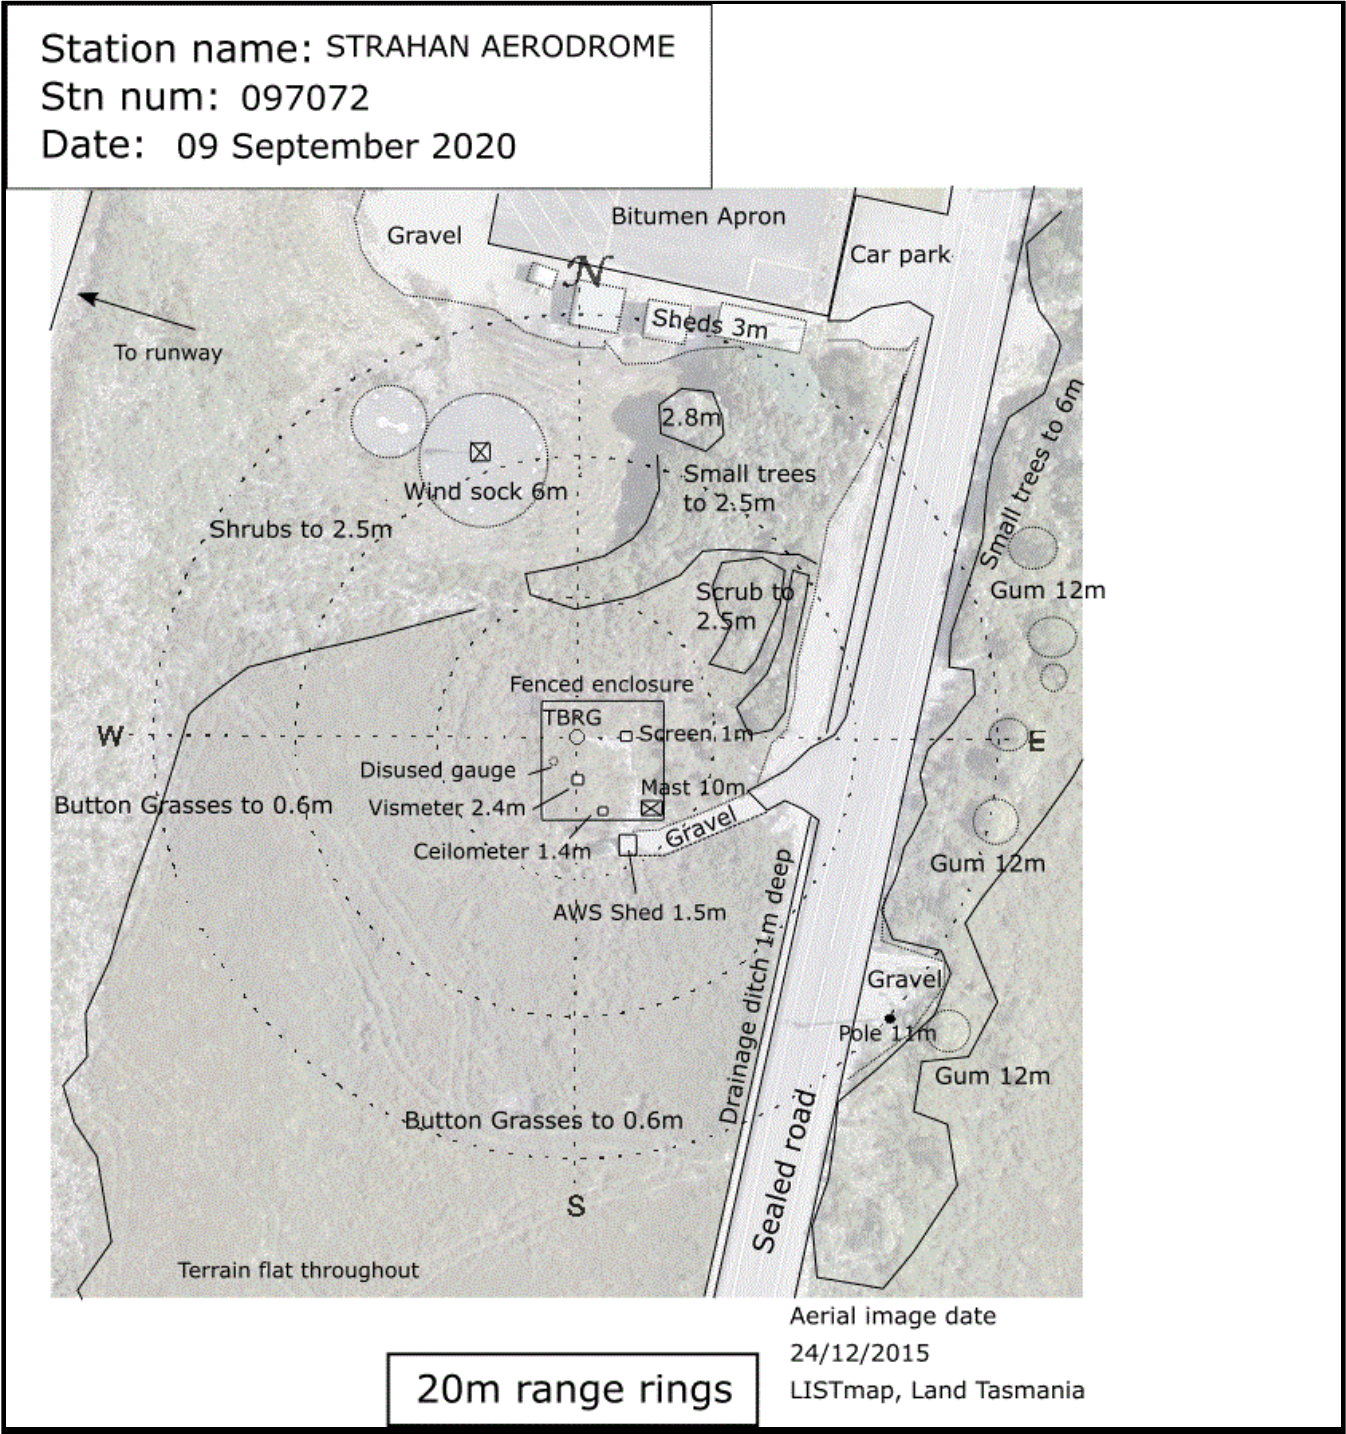 Station name: STRAHAN AERODROME
Stn num: 097072
Date: 09 September 2020
Bitumen Apron
Gravel
Car park
N
Sheds 3m
To runway
2.8m
Small trees to 6m
Small trees
to 2.5m
Wind sock 6m
Shrubs to 2.5m
Scrub to
2.5m
Gum 12m
Fenced enclosure
TBRG
Screen 1m
W
E
Disused gauge
Mast 10m
Button Grasses to 0.6m
Vismeter 2.4m
Gravel
Ceilometer 1.4m
Gum 12m
AWS Shed 1.5m
Drainage ditch 1m deep
Gravel
Pole 11m
Gum 12m
Button Grasses to 0.6m
Sealed road
S
Terrain flat throughout
Aerial image date
24/12/2015
LISTmap, Land Tasmania
20m range rings